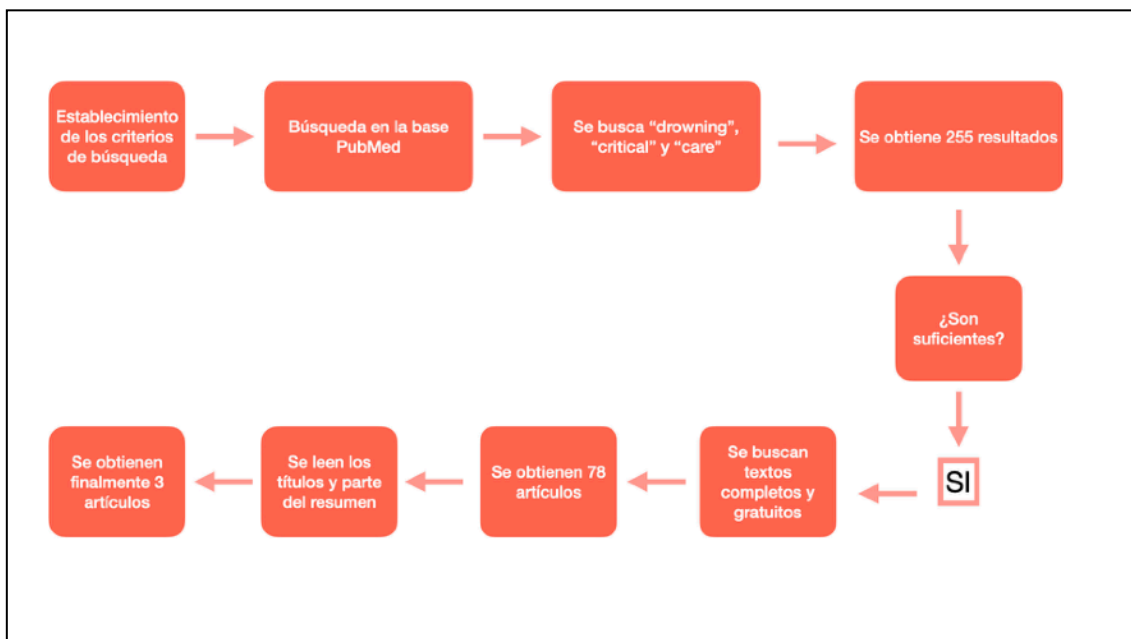 Establecimiento
de los criterios
de búsqueda
Búsqueda en la base
PubMed
Se busca “drowning”,
“critical” y “care”
Se obtiene 255 resultados
¿Son
suficientes?
SI
Se buscan
textos
completos y
gratuitos
Se obtienen 78
artículos
Se leen los
títulos y parte
del resumen
Se obtienen
finalmente 3
artículos